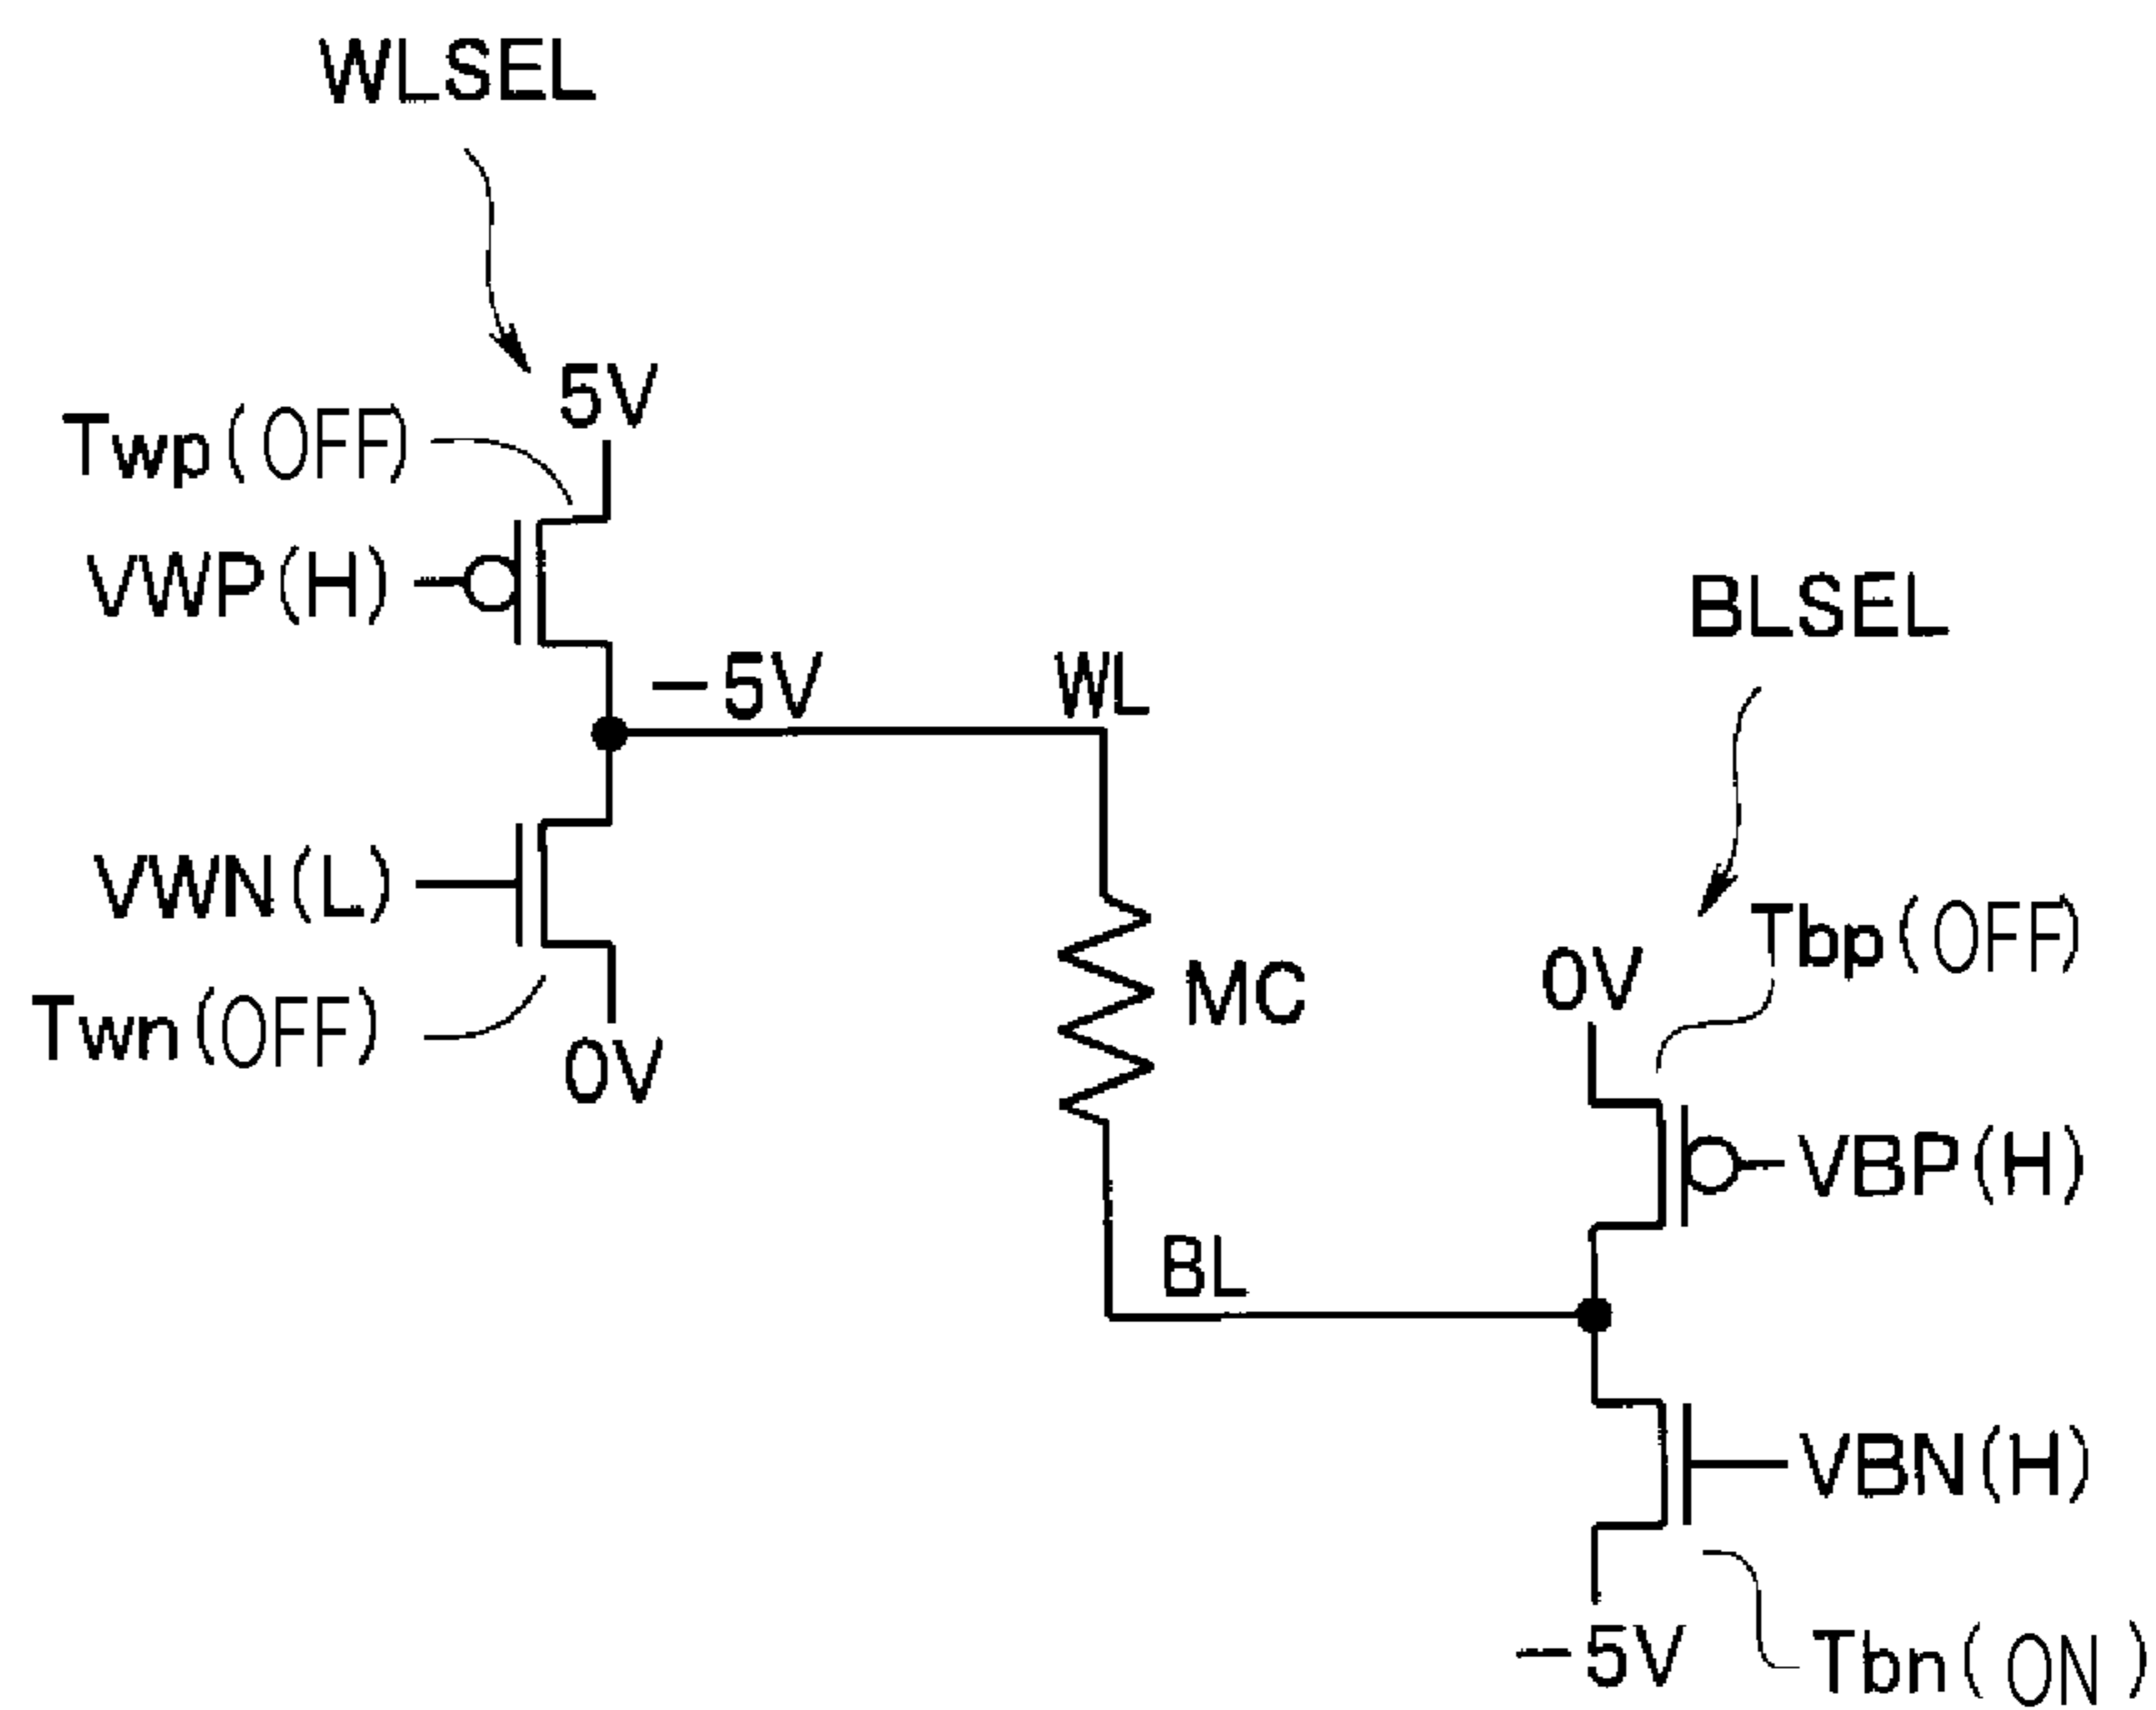 WLSEL
5V
Twp(OFF)
VWP(H)
-5V
WL
VWN(L)
Twn(OFF)
0V
MC
BLSEL
Tbp(OFF)
0V
VBP(H)
BL
VBN(H)
-5V
Tbn(ON)